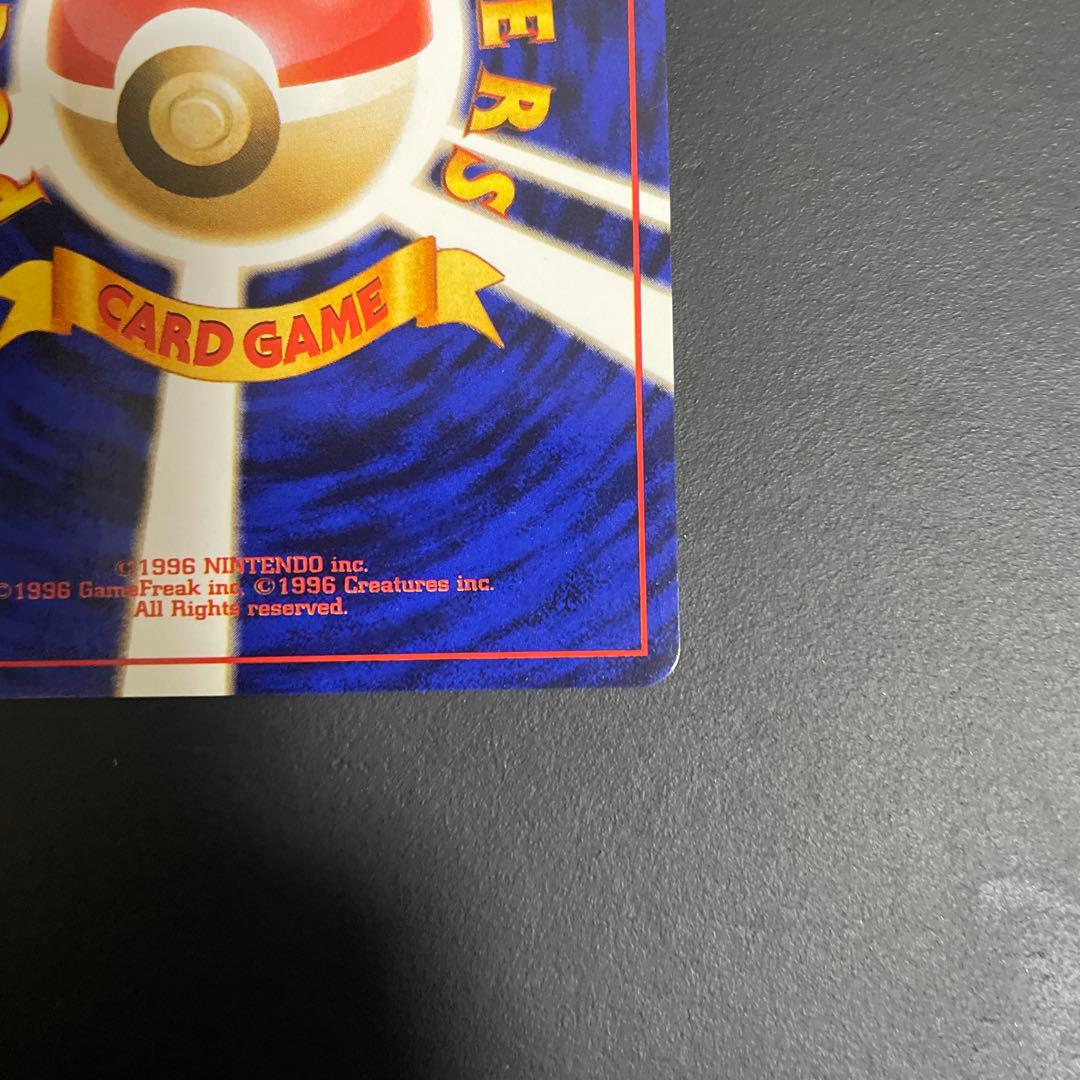 ERS
CARD GAME
©1996 NINTENDO inc.
©1996 GameFreak inc. ©1996 Creatures inc.
All Rights reserved.